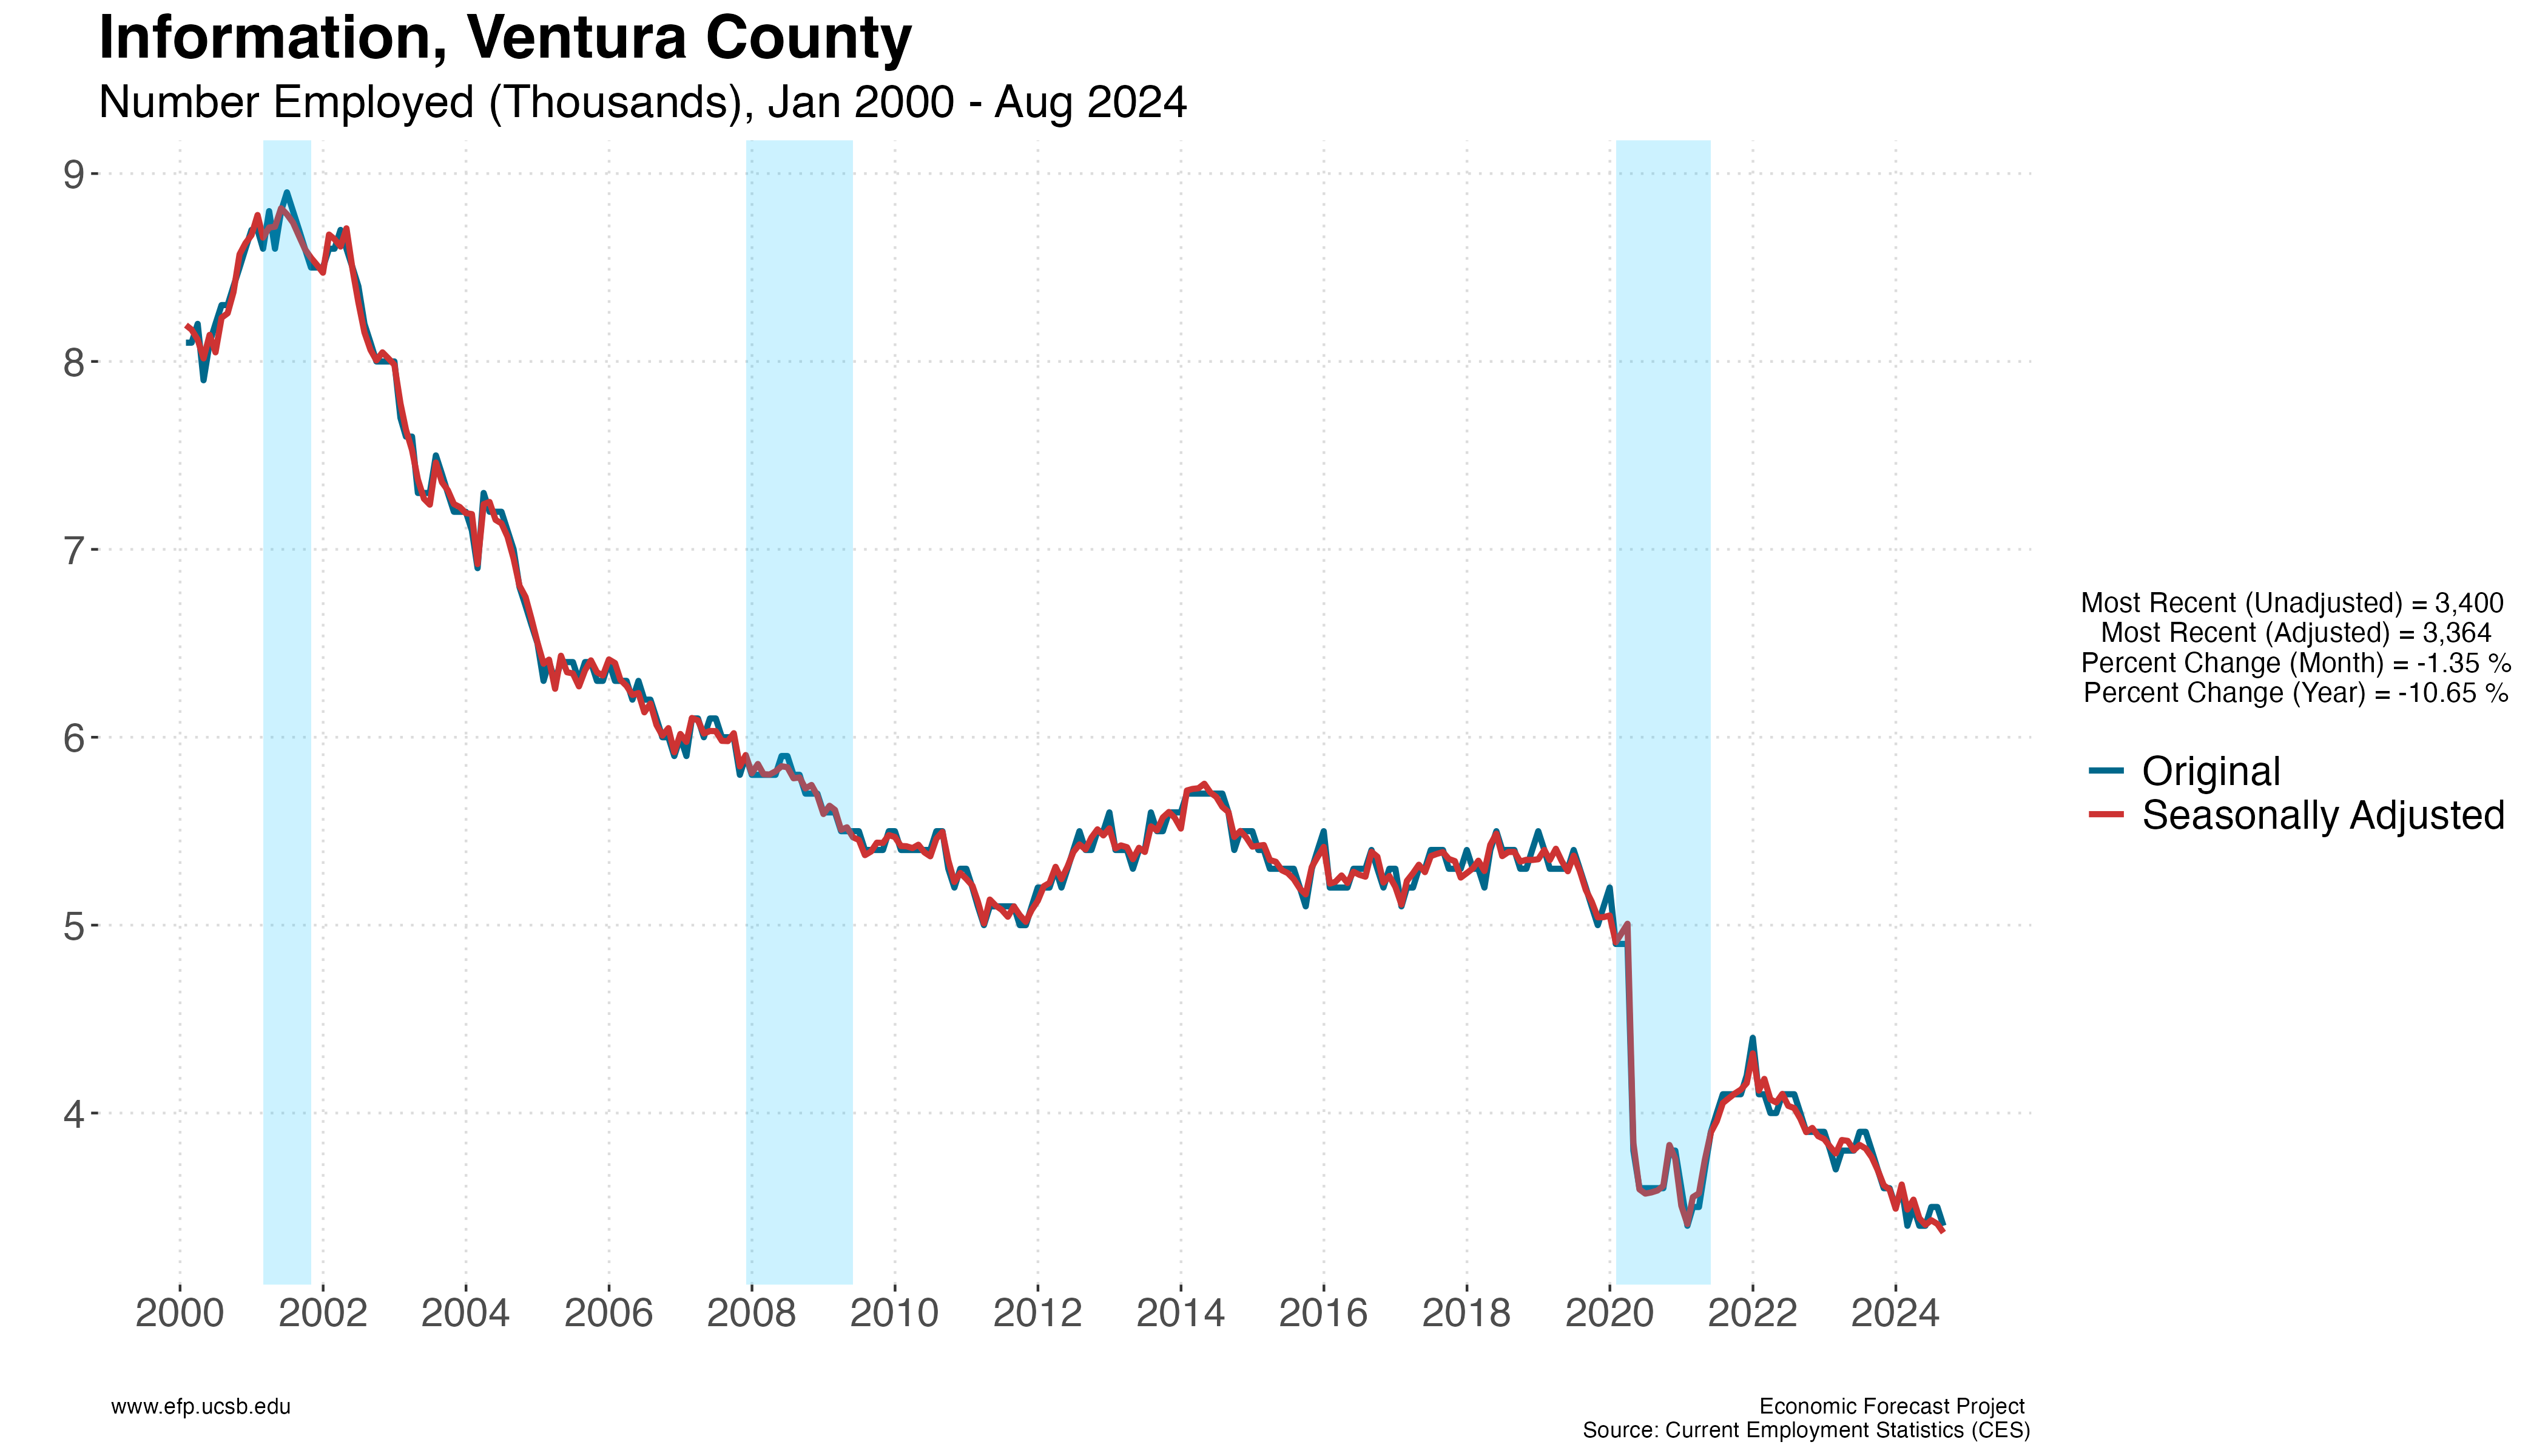 Information, Ventura County
Number Employed (Thousands), Jan 2000 - Aug 2024
9
8
7
6
5
4
2000 2002 2004 2006 2008 2010 2012 2014 2016 2018 2020 2022 2024
Most Recent (Unadjusted) = 3,400
Most Recent (Adjusted) = 3,364
Percent Change (Month) = -1.35 %
Percent Change (Year) = -10.65 %
Original
Seasonally Adjusted
www.efp.ucsb.edu
Economic Forecast Project
Source: Current Employment Statistics (CES)